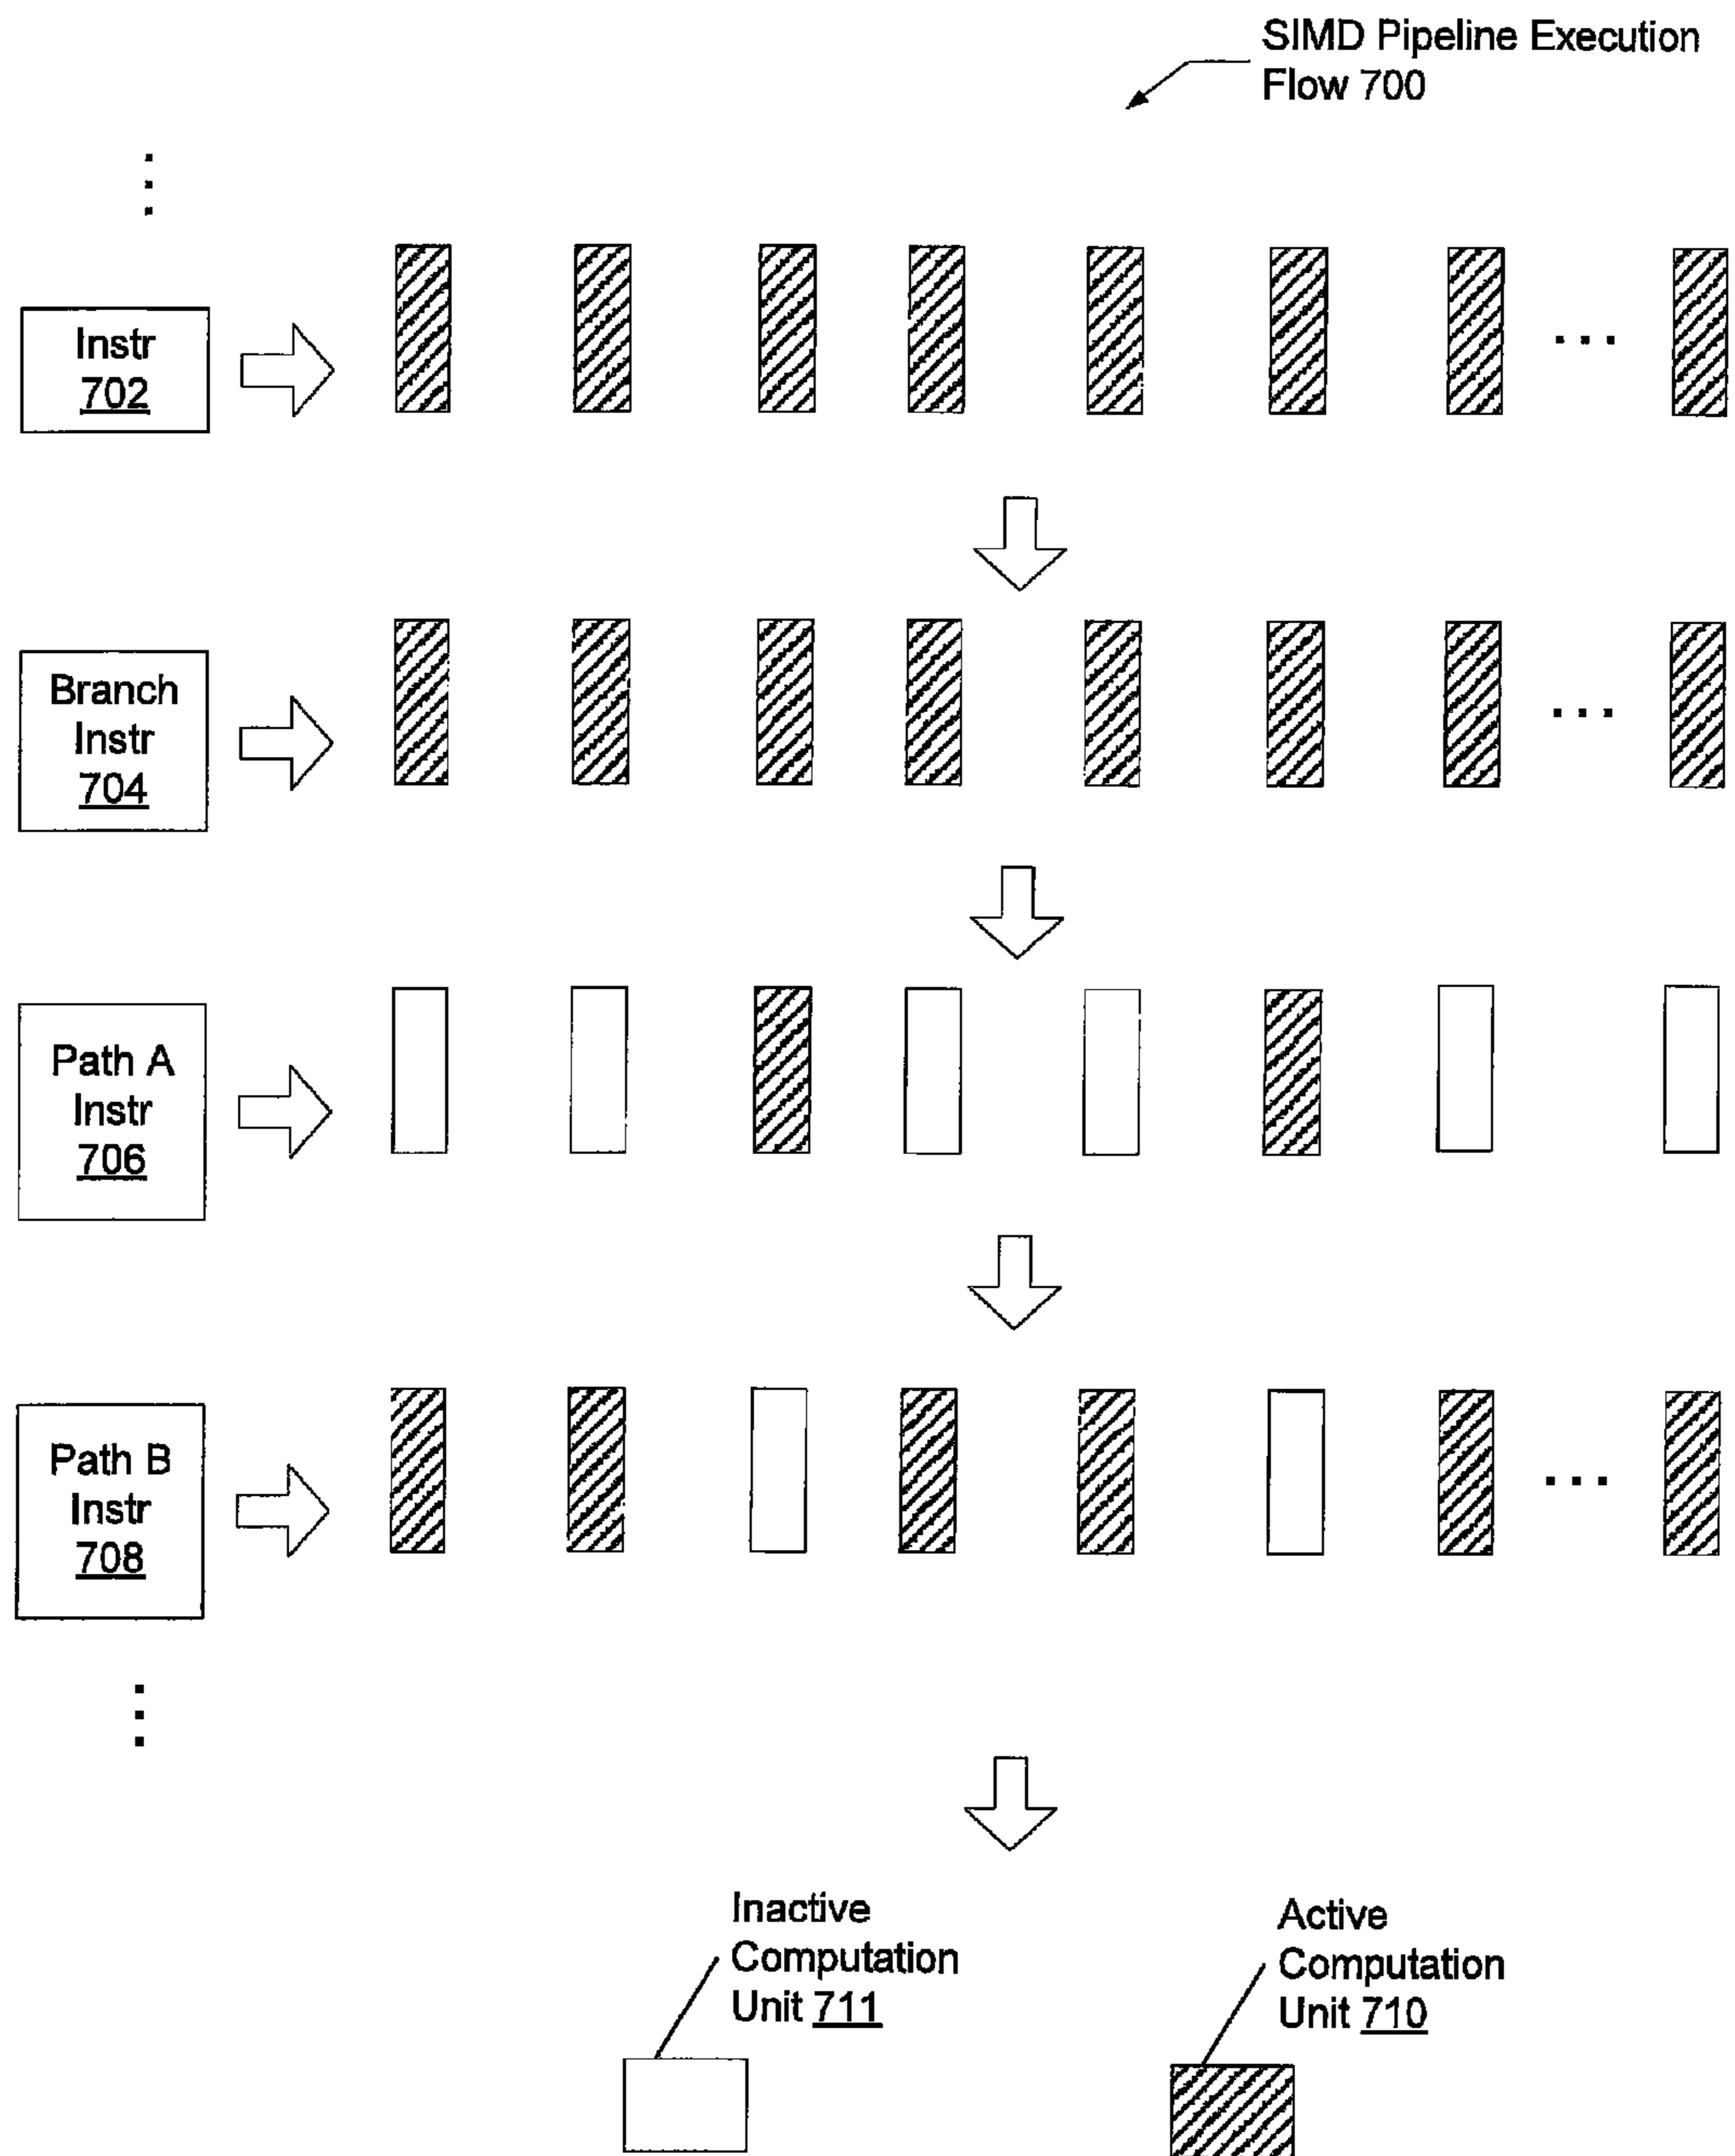 SIMD Pipeline Execution
Flow 700
Instr
702
Branch
Instr
704
Path A
Instr
706
Path B
Instr
708
Inactive
Computation
Unit 711
Active
Computation
Unit 710